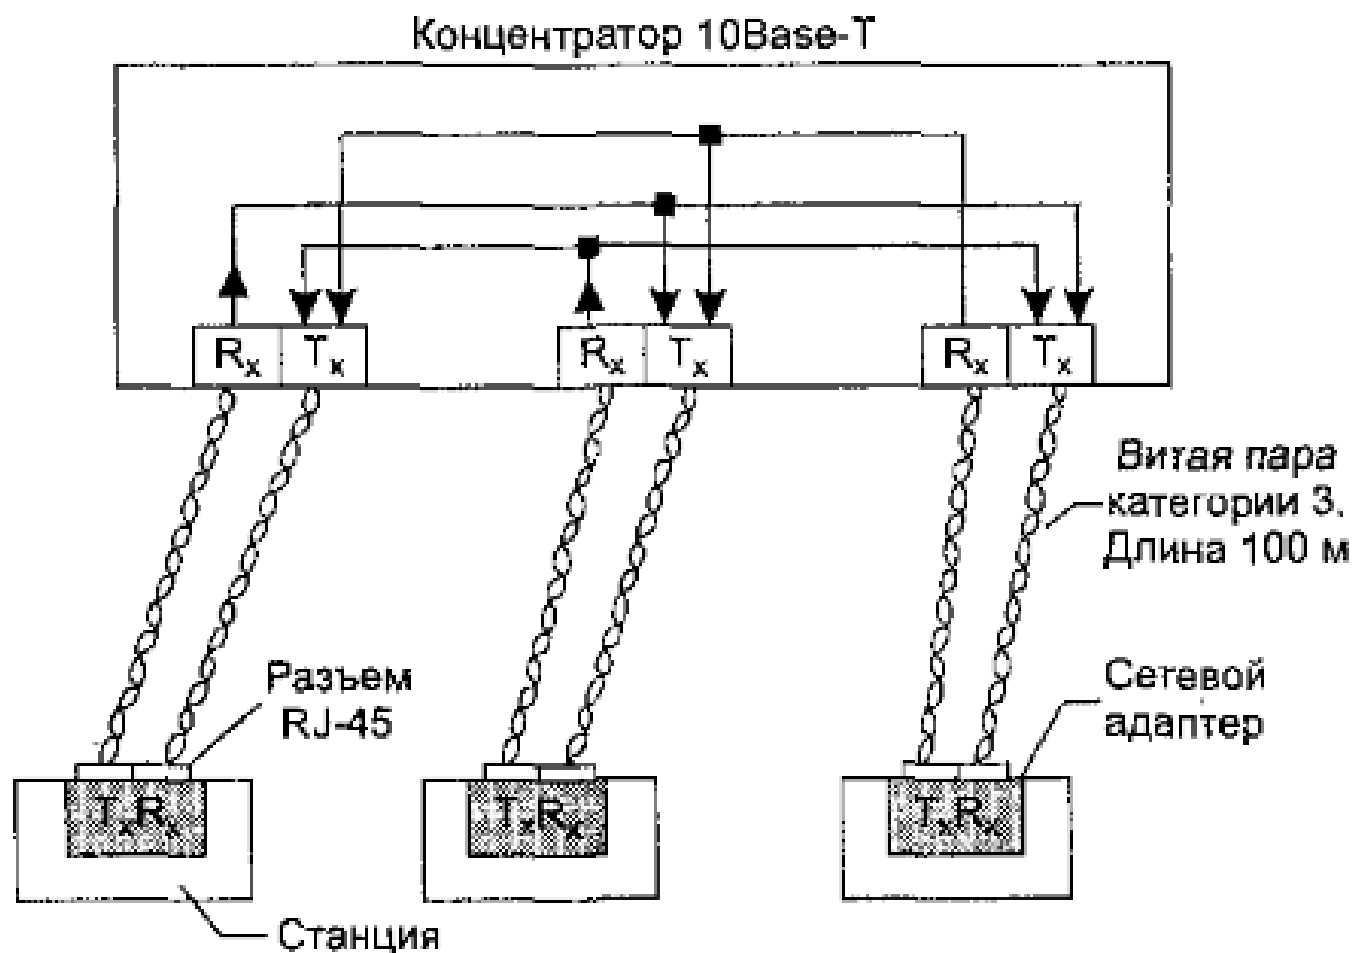 Концентратор 10Base-T
Rx Tx Rx Tx Rx Tx
Витая пара
категории 3.
Длина 100 м
Разъем
RJ-45
Сетевой
адаптер
TxRx TxRx TxRx
Станция